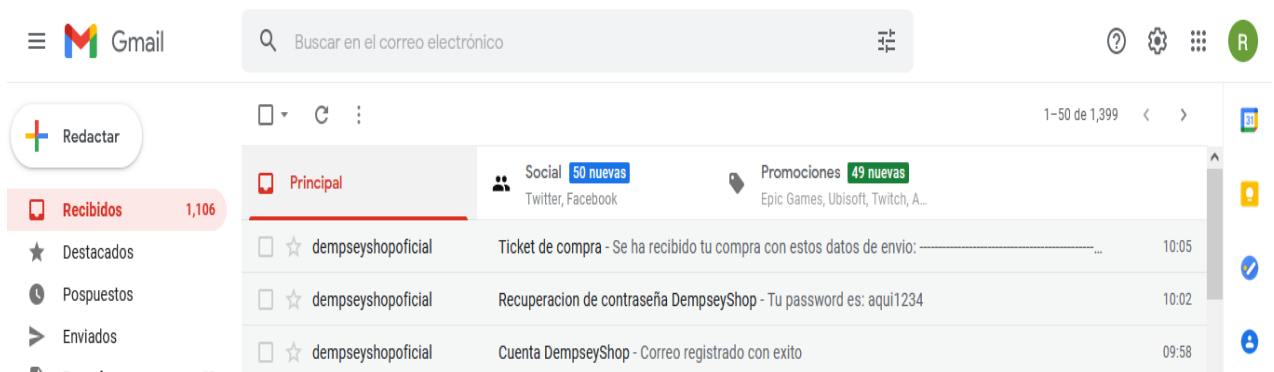 Gmail
Buscar en el correo electrónico
R
Redactar
1–50 de 1,399
31
Principal
Social 50 nuevas
Twitter, Facebook
Promociones 49 nuevas
Epic Games, Ubisoft, Twitch, A...
Recibidos 1,106
dempseyshopoficial Ticket de compra - Se ha recibido tu compra con estos datos de envio: -----------------------------------------------... 10:05
Destacados
dempseyshopoficial Recuperacion de contraseña DempseyShop - Tu password es: aqui1234 10:02
Pospuestos
Enviados
dempseyshopoficial Cuenta DempseyShop - Correo registrado con exito 09:58